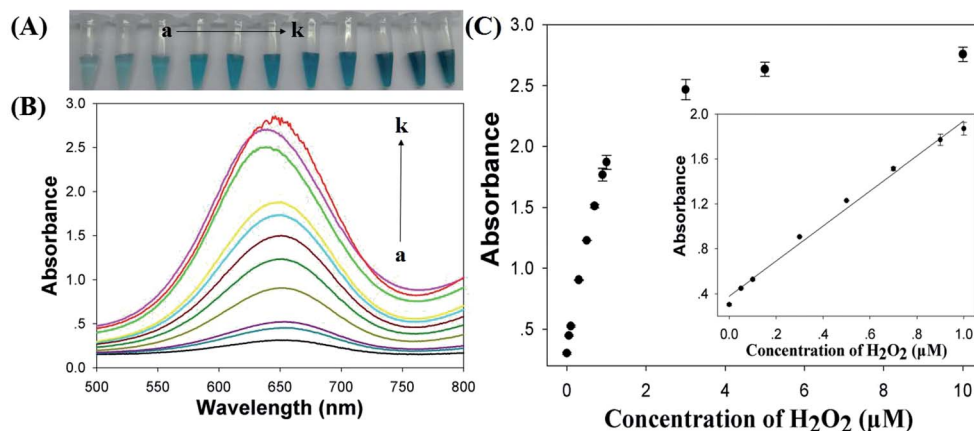 (A)
a k
(B)
3.0
2.5
2.0
1.5
1.0
.5
0.0
k
a
Absorbance
500 550 600 650 700 750 800
Wavelength (nm)
(C)
3.0
2.5
2.0
1.5
1.0
.5
Absorbance
0 2 4 6 8 10
Concentration of H₂O₂ (µM)
2.0
1.6
1.2
.8
.4
Absorbance
0.0 .2 .4 .6 .8 1.0
Concentration of H₂O₂ (µM)